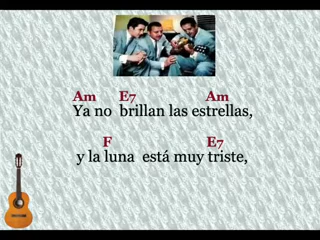 Am E7 Am
Ya no brillan las estrellas,
F E7
y la luna está muy triste,